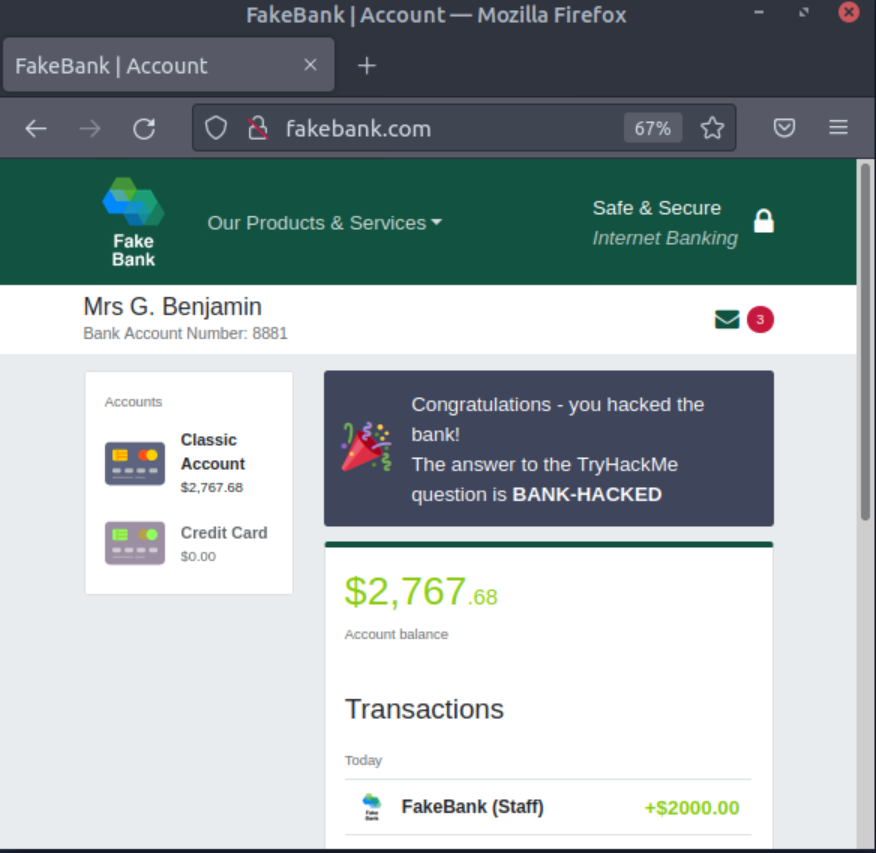 FakeBank | Account — Mozilla Firefox
FakeBank | Account
fakebank.com
67%
Fake
Bank
Our Products & Services
Safe & Secure
Internet Banking
Mrs G. Benjamin
Bank Account Number: 8881
3
Accounts
Classic
Account
$2,767.68
Credit Card
$0.00
Congratulations - you hacked the
bank!
The answer to the TryHackMe
question is BANK-HACKED
$2,767.68
Account balance
Transactions
Today
Fake
Bank
FakeBank (Staff)
+$2000.00